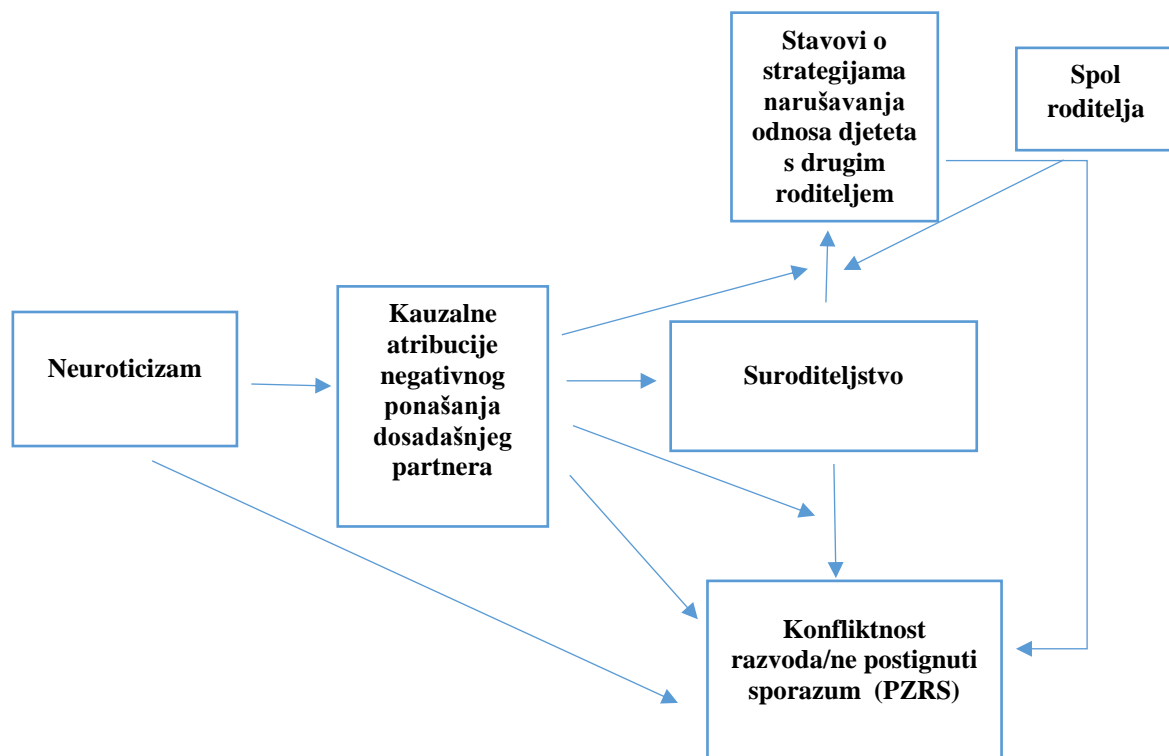 Stavovi o
strategijama
narušavanja
odnosa djeteta
s drugim
roditeljem
Spol
roditelja
Kauzalne
atribucije
negativnog
ponašanja
dosadašnjeg
partnera
Neuroticizam
Suroditeljstvo
Konfliktnost
razvoda/ne postignuti
sporazum (PZRS)